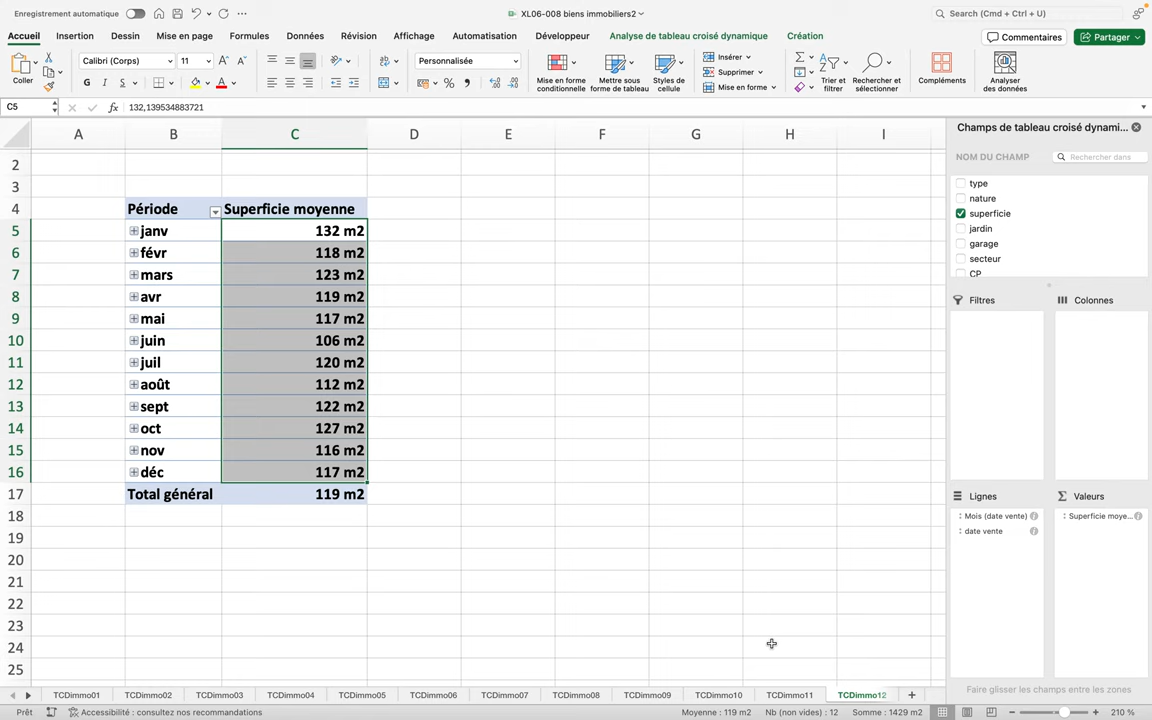 Enregistrement automatique
XL06-008 biens immobiliers2
Search (Cmd + Ctrl + U)
Accueil Insertion Dessin Mise en page Formules Données Révision Affichage Automatisation Développeur Analyse de tableau croisé dynamique Création
Commentaires
Partager
Coller
Calibri (Corps) 11
G I S
Personnalisée
Mise en forme conditionnelle
Mettre sous forme de tableau
Styles de cellule
Insérer
Supprimer
Mise en forme
Trier et filtrer
Rechercher et sélectionner
Compléments
Analyser des données
C5
fx 132,139534883721
A B C D E F G H I
2
3
4 Période Superficie moyenne
5 janv 132 m2
6 févr 118 m2
7 mars 123 m2
8 avr 119 m2
9 mai 117 m2
10 juin 106 m2
11 juil 120 m2
12 août 112 m2
13 sept 122 m2
14 oct 127 m2
15 nov 116 m2
16 déc 117 m2
17 Total général 119 m2
18
19
20
21
22
23
24
25
Champs de tableau croisé dynami...
NOM DU CHAMP
Rechercher dans
type
nature
superficie
jardin
garage
secteur
CP
Filtres
Colonnes
Lignes
Valeurs
Mois (date vente)
date vente
Superficie moye...
Faire glisser les champs entre les zones
TCDimmo01 TCDimmo02 TCDimmo03 TCDimmo04 TCDimmo05 TCDimmo06 TCDimmo07 TCDimmo08 TCDimmo09 TCDimmo10 TCDimmo11 TCDimmo12
Prêt
Accessibilité : consultez nos recommandations
Moyenne : 119 m2 Nb (non vides) : 12 Somme : 1429 m2
210 %